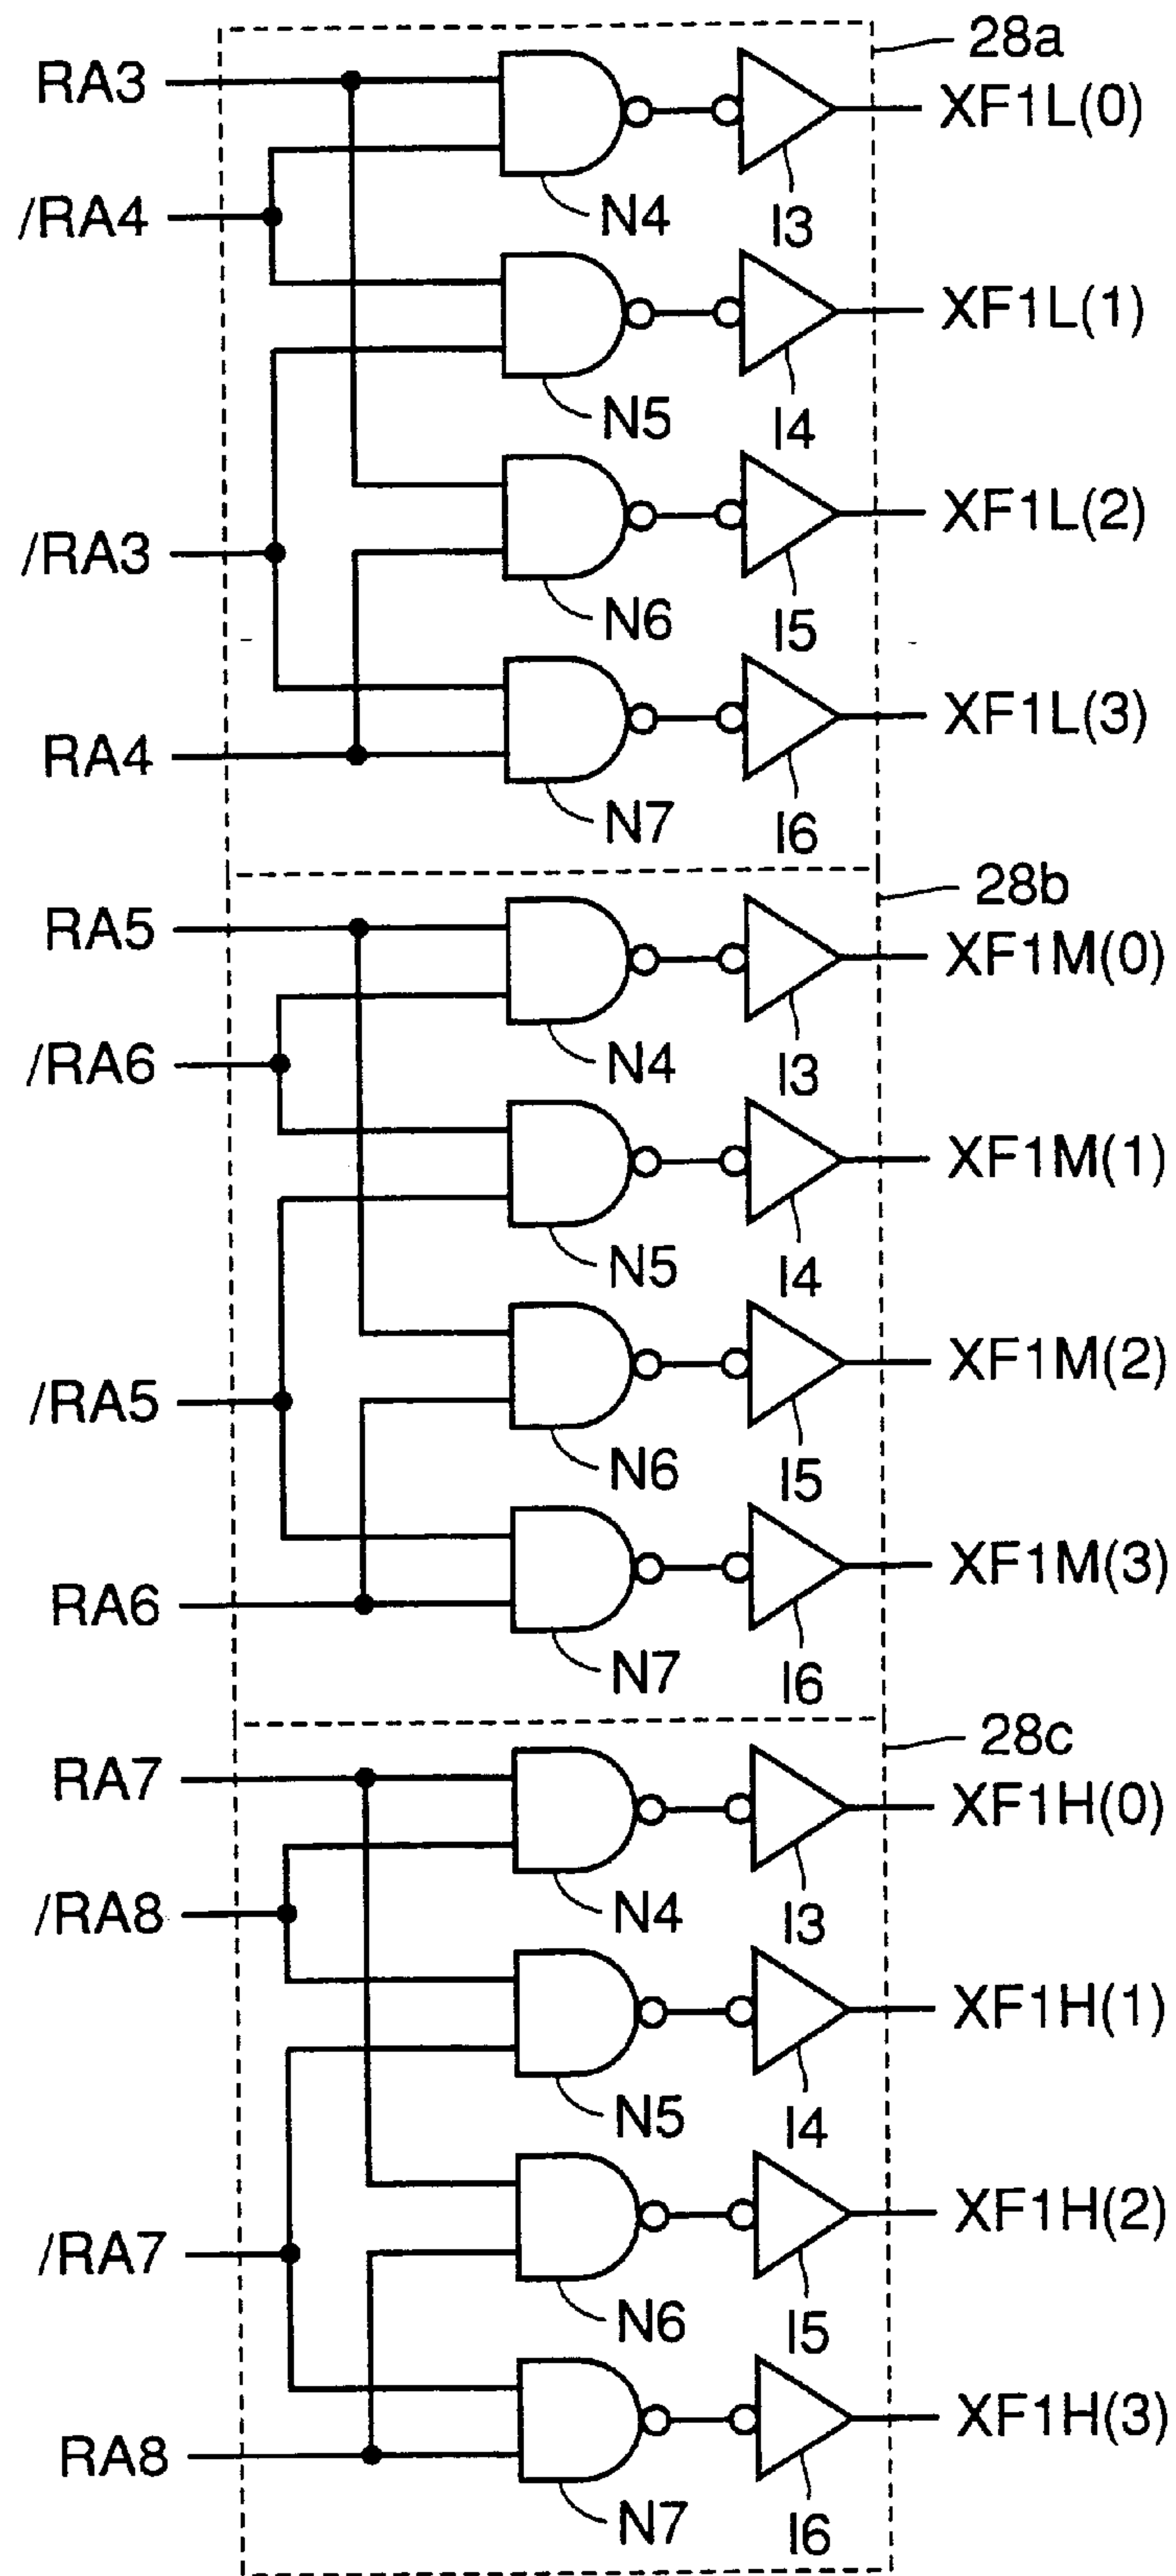 28a
RA3
XF1L(0)
/RA4
N4
I3
XF1L(1)
N5
I4
XF1L(2)
/RA3
N6
I5
XF1L(3)
RA4
N7
I6
28b
RA5
XF1M(0)
/RA6
N4
I3
XF1M(1)
N5
I4
XF1M(2)
/RA5
N6
I5
XF1M(3)
RA6
N7
I6
28c
RA7
XF1H(0)
/RA8
N4
I3
XF1H(1)
N5
I4
XF1H(2)
/RA7
N6
I5
XF1H(3)
RA8
N7
I6